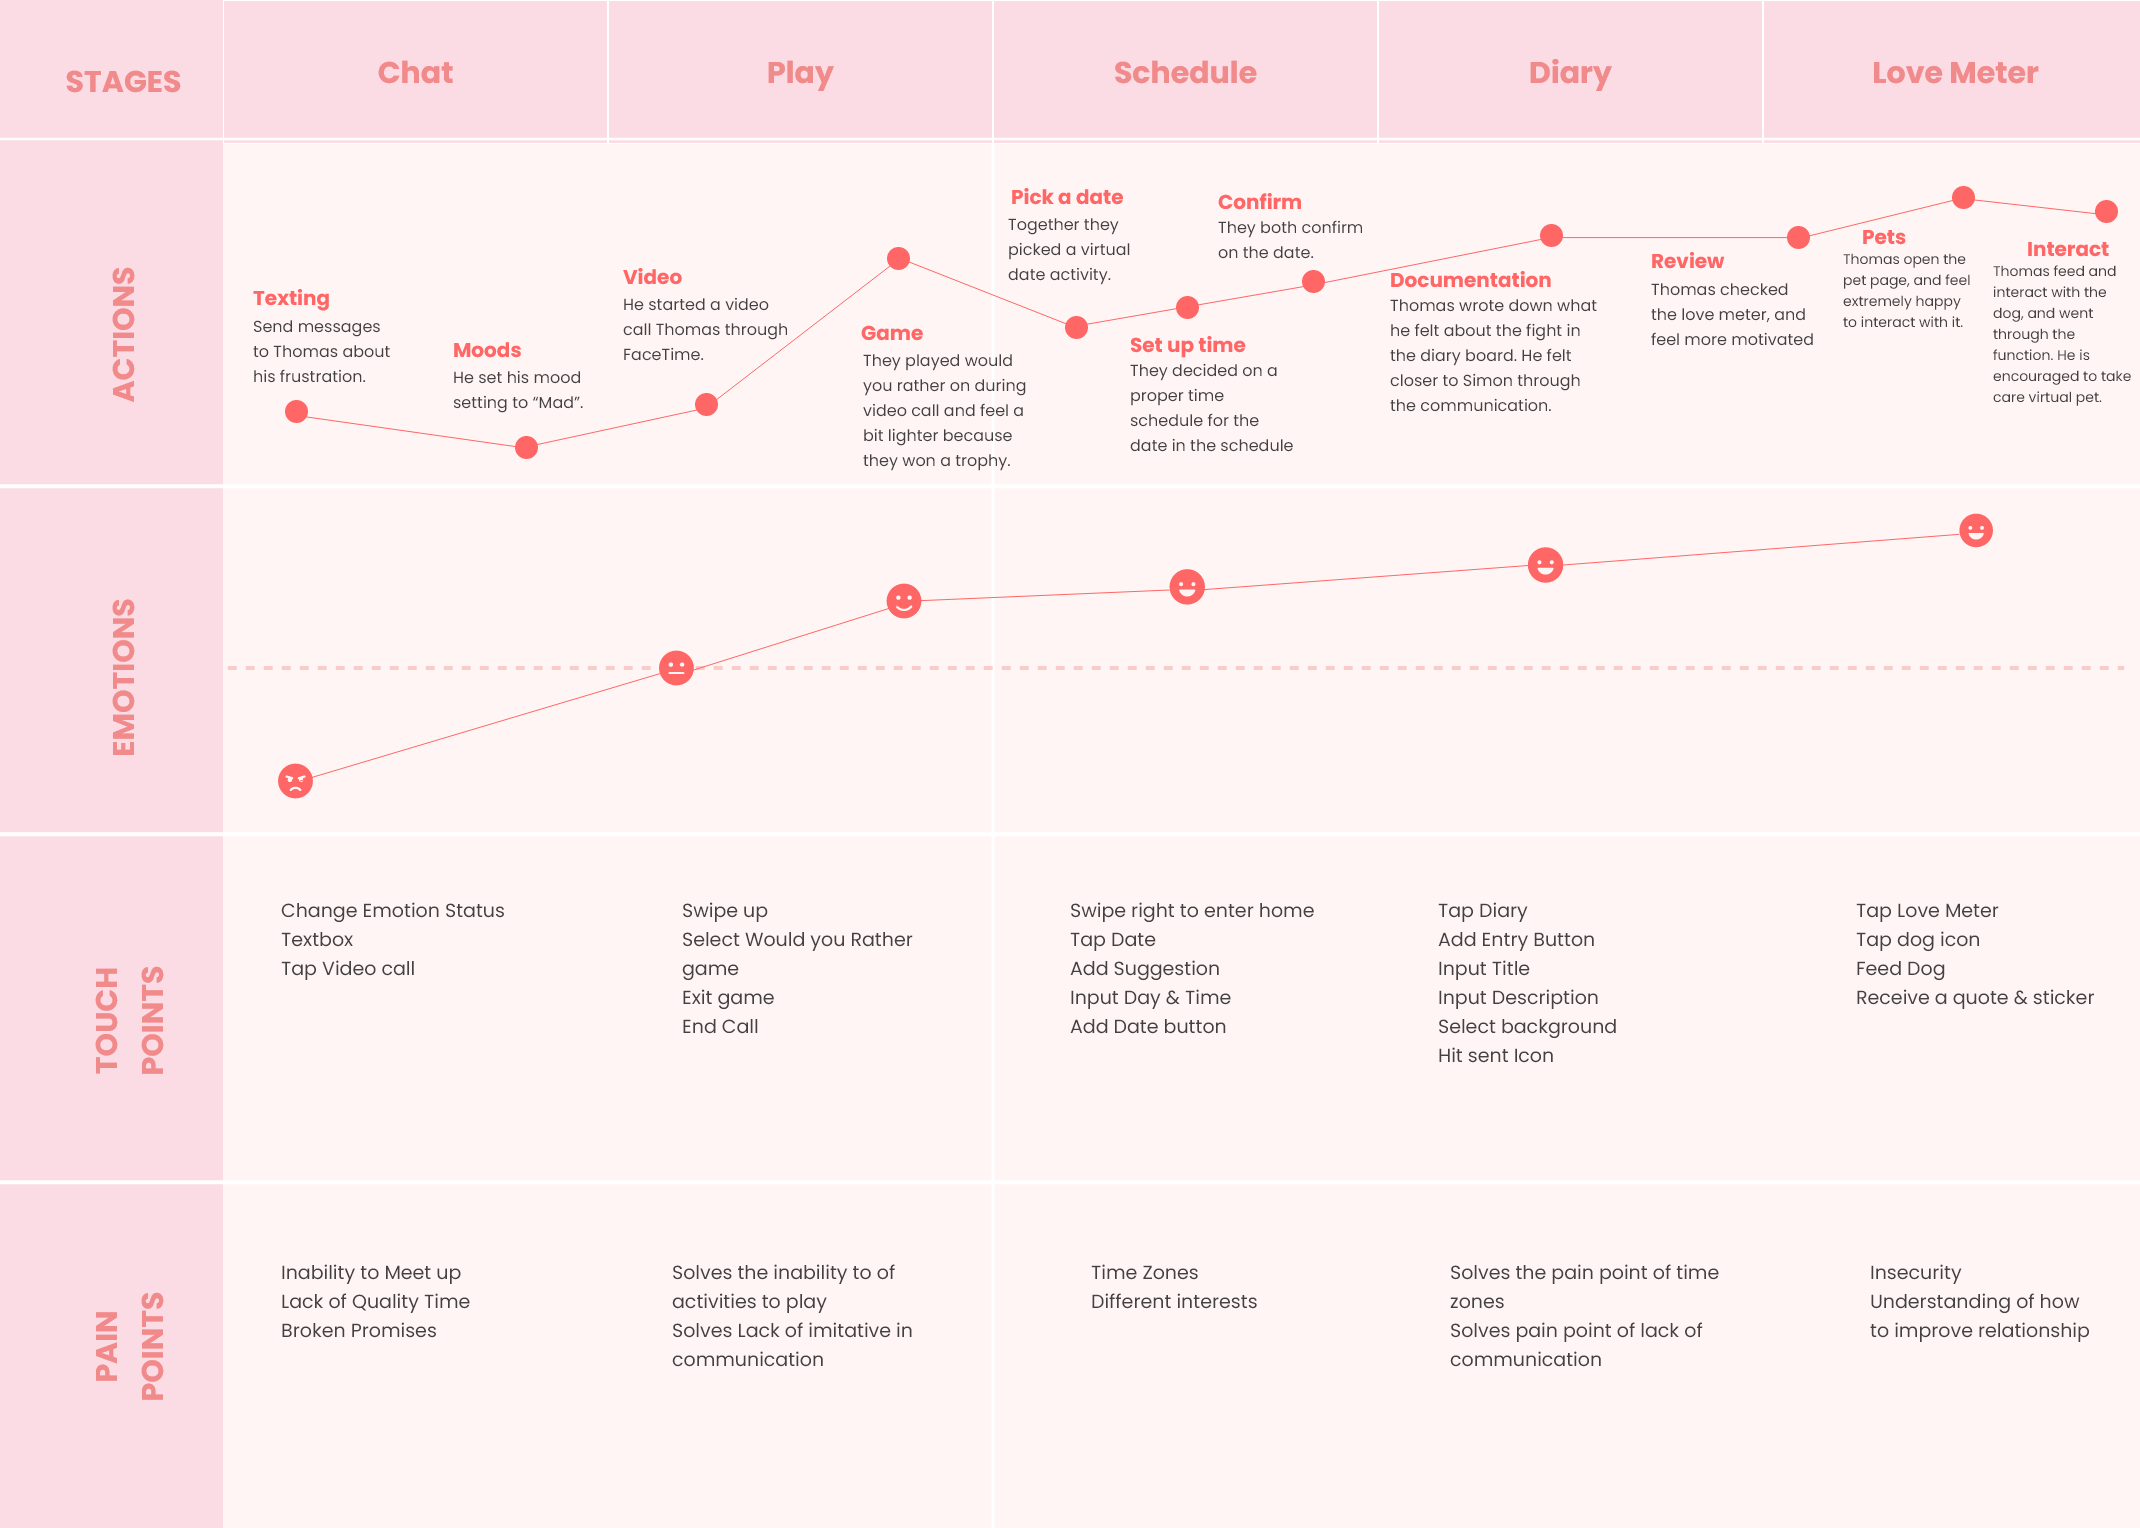 STAGES
Chat
Play
Schedule
Diary
Love Meter
ACTIONS
Texting
Send messages
to Thomas about
his frustration.
Moods
He set his mood
setting to “Mad”.
Video
He started a video
call Thomas through
FaceTime.
Game
They played would
you rather on during
video call and feel a
bit lighter because
they won a trophy.
Pick a date
Together they
picked a virtual
date activity.
Set up time
They decided on a
proper time
schedule for the
date in the schedule
Confirm
They both confirm
on the date.
Documentation
Thomas wrote down what
he felt about the fight in
the diary board. He felt
closer to Simon through
the communication.
Review
Thomas checked
the love meter, and
feel more motivated
Pets
Thomas open the
pet page, and feel
extremely happy
to interact with it.
Interact
Thomas feed and
interact with the
dog, and went
through the
function. He is
encouraged to take
care virtual pet.
EMOTIONS
TOUCH
POINTS
Change Emotion Status
Textbox
Tap Video call
Swipe up
Select Would you Rather
game
Exit game
End Call
Swipe right to enter home
Tap Date
Add Suggestion
Input Day & Time
Add Date button
Tap Diary
Add Entry Button
Input Title
Input Description
Select background
Hit sent Icon
Tap Love Meter
Tap dog icon
Feed Dog
Receive a quote & sticker
PAIN
POINTS
Inability to Meet up
Lack of Quality Time
Broken Promises
Solves the inability to of
activities to play
Solves Lack of imitative in
communication
Time Zones
Different interests
Solves the pain point of time
zones
Solves pain point of lack of
communication
Insecurity
Understanding of how
to improve relationship